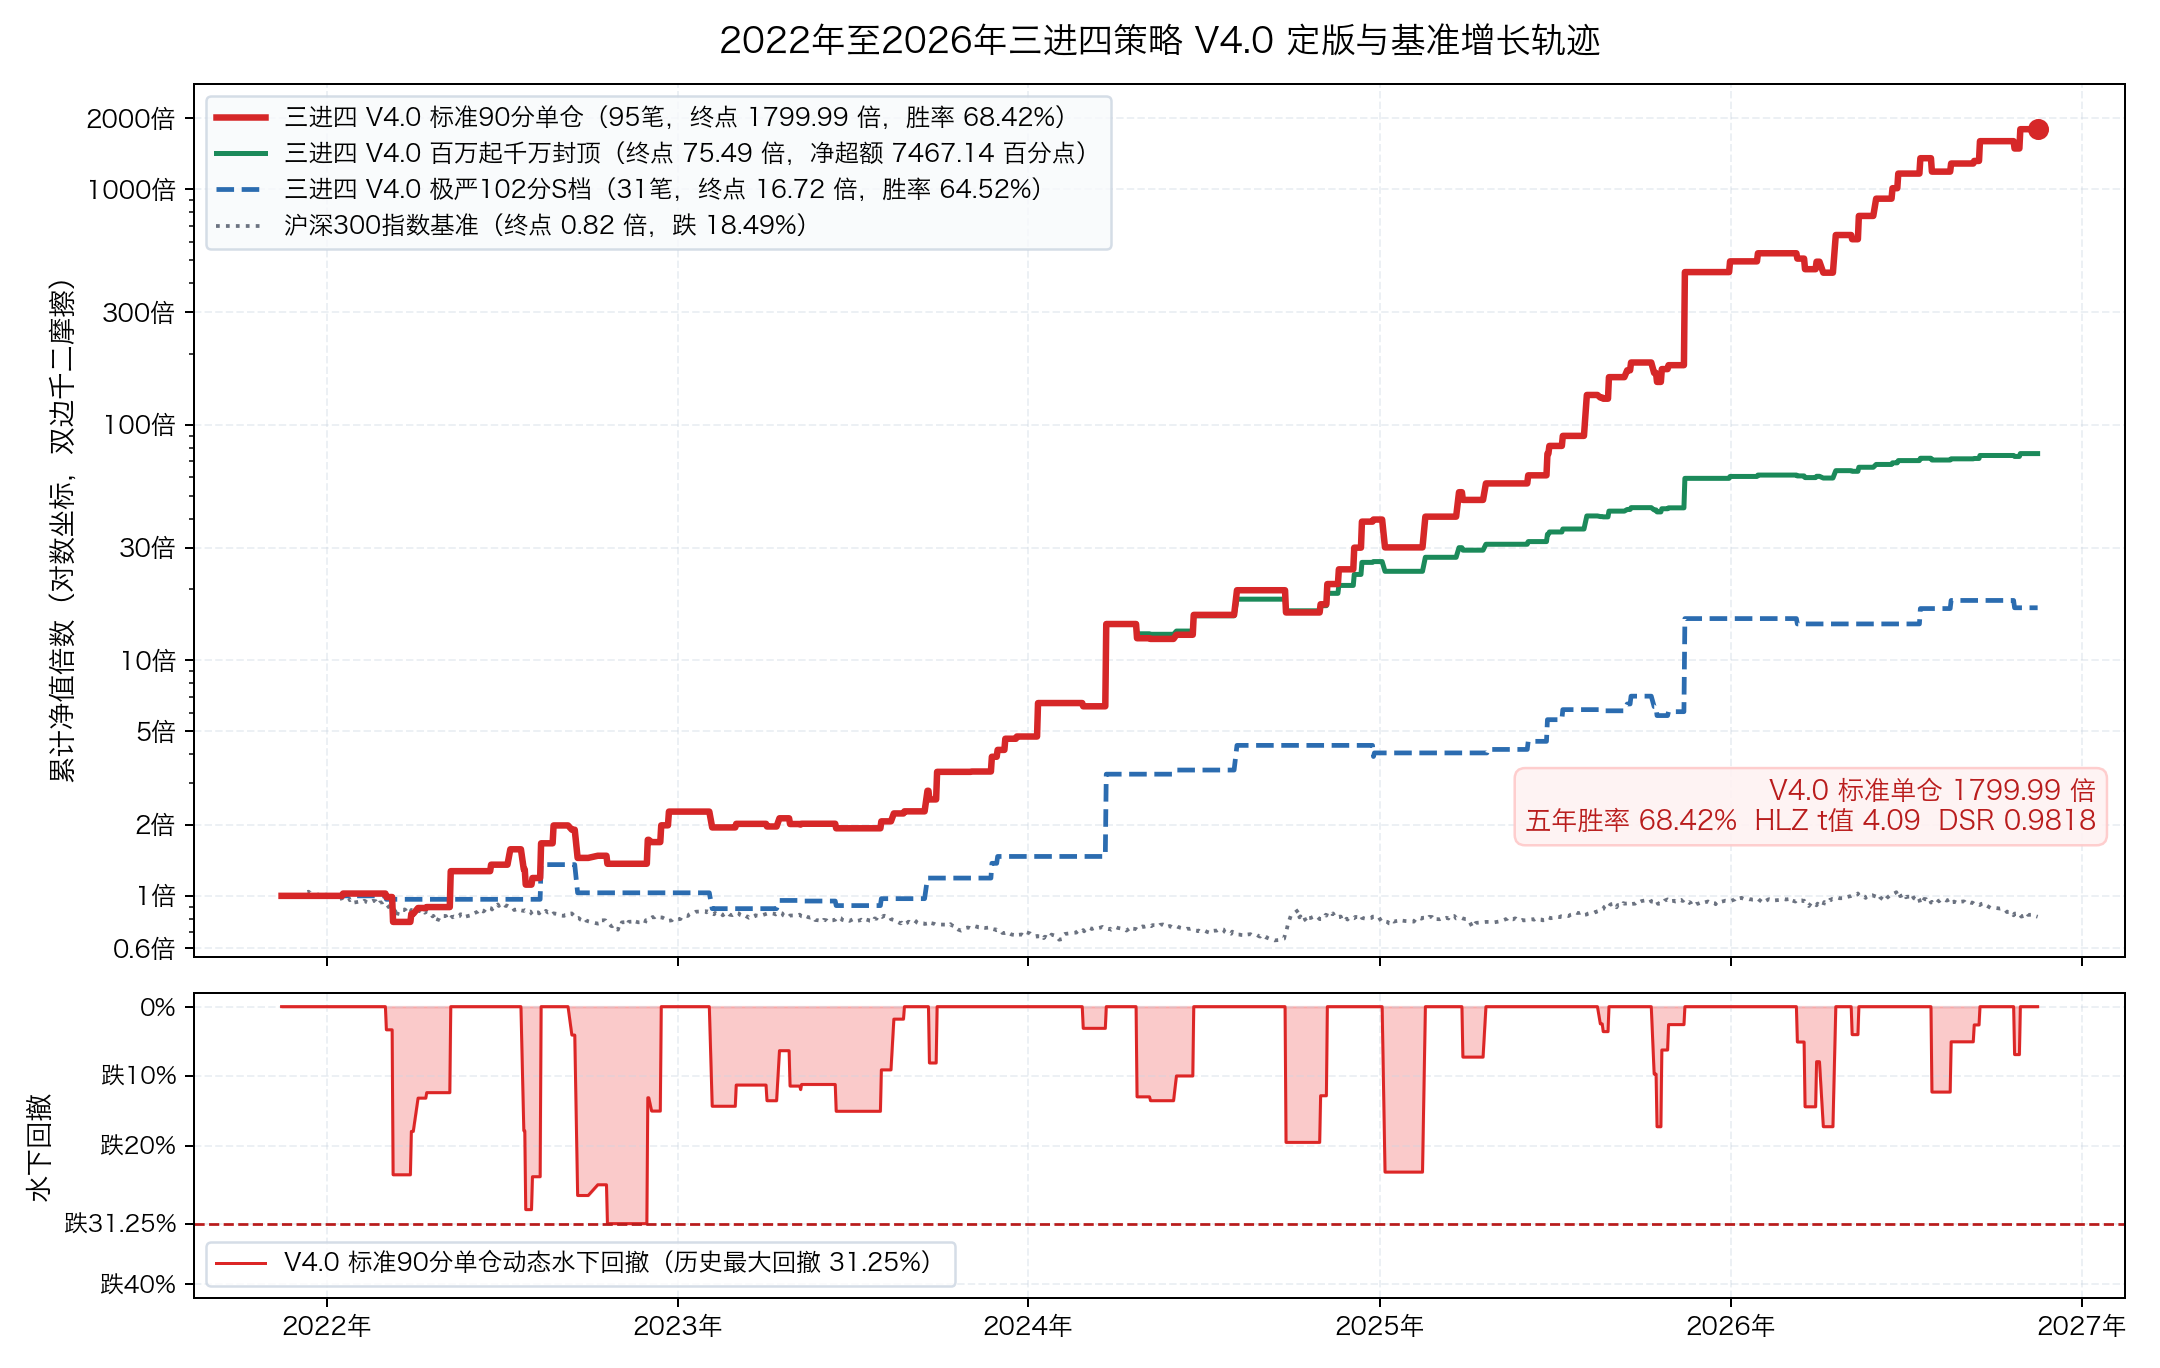 2022年至2026年三进四策略 V4.0 定版与基准增长轨迹
三进四 V4.0 标准90分单仓（95笔，终点 1799.99 倍，胜率 68.42%）
三进四 V4.0 百万起千万封顶（终点 75.49 倍，净超额 7467.14 百分点）
三进四 V4.0 极严102分S档（31笔，终点 16.72 倍，胜率 64.52%）
沪深300指数基准（终点 0.82 倍，跌 18.49%）
累计净值倍数（对数坐标，双边千二摩擦）
2000倍
1000倍
300倍
100倍
30倍
10倍
5倍
2倍
1倍
0.6倍
V4.0 标准单仓 1799.99 倍
五年胜率 68.42% HLZ t值 4.09 DSR 0.9818
水下回撤
0%
跌10%
跌20%
跌31.25%
跌40%
V4.0 标准90分单仓动态水下回撤（历史最大回撤 31.25%）
2022年
2023年
2024年
2025年
2026年
2027年